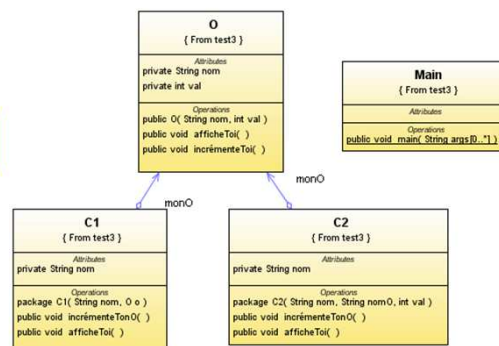 O
{ From test3 }
Attributes
private String nom
private int val
Operations
public O( String nom, int val )
public void afficheToi( )
public void incrémenteToi( )
Main
{ From test3 }
Attributes
Operations
public void main( String args[0..*] )
monO
monO
C1
{ From test3 }
Attributes
private String nom
Operations
package C1( String nom, O o )
public void incrémenteTonO( )
public void afficheToi( )
C2
{ From test3 }
Attributes
private String nom
Operations
package C2( String nom, String nomO, int val )
public void incrémenteTonO( )
public void afficheToi( )